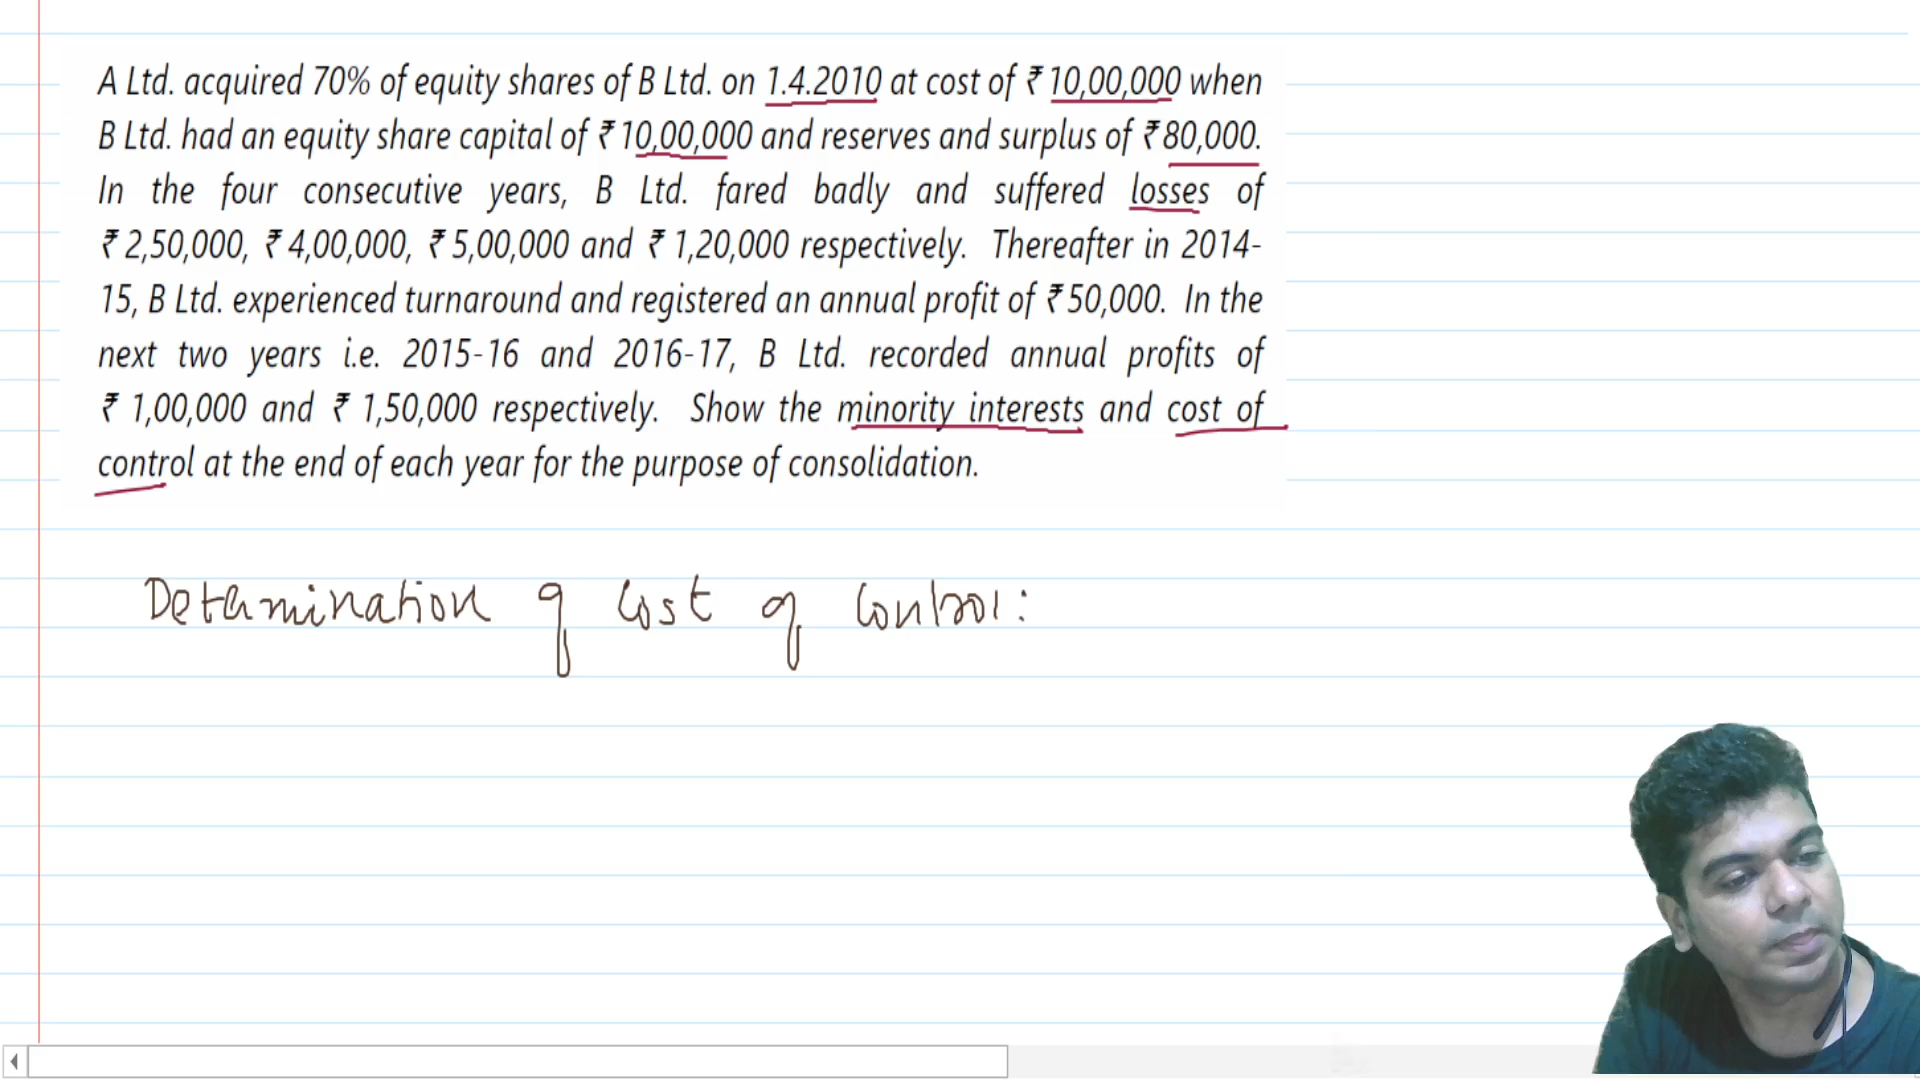 A Ltd. acquired 70% of equity shares of B Ltd. on 1.4.2010 at cost of ₹ 10,00,000 when
B Ltd. had an equity share capital of ₹ 10,00,000 and reserves and surplus of ₹ 80,000.
In the four consecutive years, B Ltd. fared badly and suffered losses of
₹ 2,50,000, ₹ 4,00,000, ₹ 5,00,000 and ₹ 1,20,000 respectively. Thereafter in 2014-
15, B Ltd. experienced turnaround and registered an annual profit of ₹ 50,000. In the
next two years i.e. 2015-16 and 2016-17, B Ltd. recorded annual profits of
₹ 1,00,000 and ₹ 1,50,000 respectively. Show the minority interests and cost of
control at the end of each year for the purpose of consolidation.
Determination of Cost of Control: